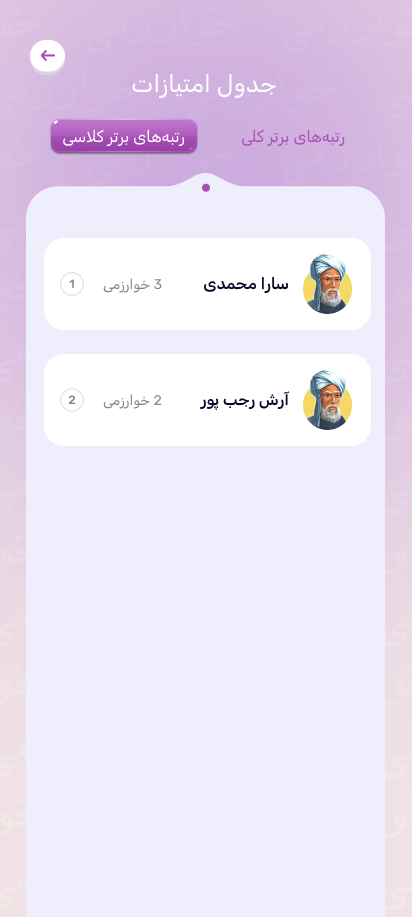 جدول امتیازات
رتبه‌های برتر کلی
رتبه‌های برتر کلاسی
سارا محمدی 3 خوارزمی 1
آرش رجب پور 2 خوارزمی 2